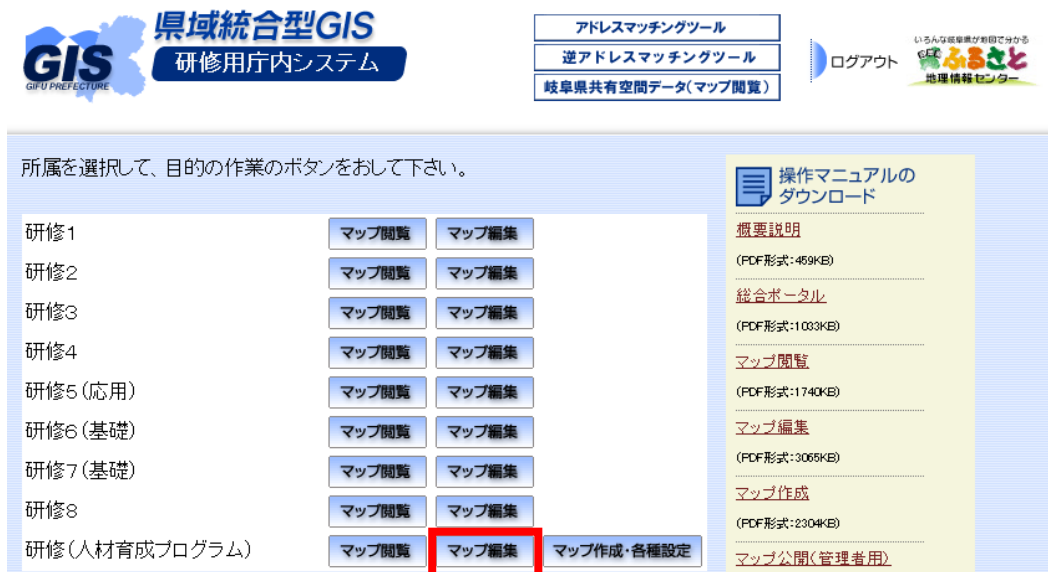 県域統合型GIS
研修用庁内システム
GIS
GIFU PREFECTURE
アドレスマッチングツール
逆アドレスマッチングツール
岐阜県共有空間データ(マップ閲覧)
ログアウト
いろんな岐阜県が地図で分かる
ふるさと
地理情報センター
所属を選択して、目的の作業のボタンをおして下さい。
研修1 マップ閲覧 マップ編集
研修2 マップ閲覧 マップ編集
研修3 マップ閲覧 マップ編集
研修4 マップ閲覧 マップ編集
研修5(応用) マップ閲覧 マップ編集
研修6(基礎) マップ閲覧 マップ編集
研修7(基礎) マップ閲覧 マップ編集
研修8 マップ閲覧 マップ編集
研修(人材育成プログラム) マップ閲覧 マップ編集 マップ作成・各種設定
操作マニュアルの
ダウンロード
概要説明
(PDF形式:459KB)
総合ポータル
(PDF形式:1033KB)
マップ閲覧
(PDF形式:1740KB)
マップ編集
(PDF形式:3065KB)
マップ作成
(PDF形式:2304KB)
マップ公開(管理者用)